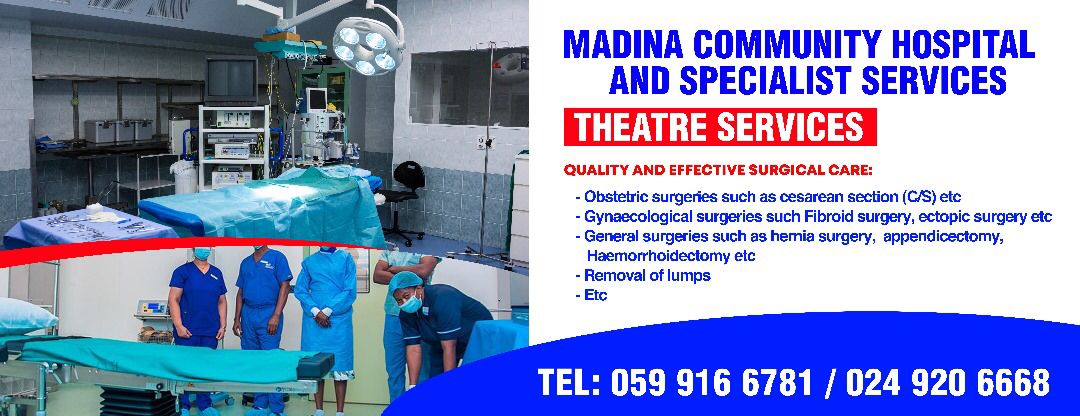 MADINA COMMUNITY HOSPITAL
AND SPECIALIST SERVICES
THEATRE SERVICES
QUALITY AND EFFECTIVE SURGICAL CARE:
- Obstetric surgeries such as cesarean section (C/S) etc
- Gynaecological surgeries such Fibroid surgery, ectopic surgery etc
- General surgeries such as hernia surgery, appendicectomy,
Haemorrhoidectomy etc
- Removal of lumps
- Etc
TEL: 059 916 6781 / 024 920 6668